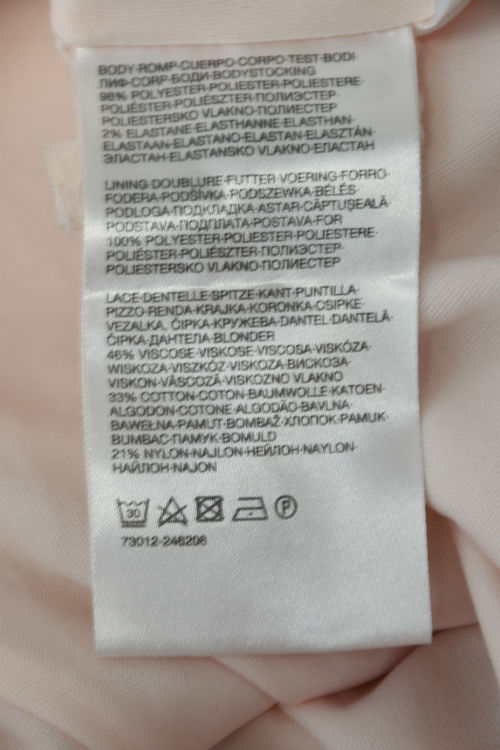 BODY·ROMP·CUERPO·CORPO·TEST·BODI·
ЛИФ·CORP·БОДИ·BODYSTOCKING
98% POLYESTER·POLIESTER·POLIESTERE·
POLIÉSTER·POLIÉSZTER·ПОЛИЭСТЕР·
POLIESTERSKO VLAKNO·ПОЛИЕСТЕР
2% ELASTANE·ELASTHANNE·ELASTHAN·
ELASTAAN·ELASTANO·ELASTAN·ELASZTÁN·
ЭЛАСТАН·ELASTANSKO VLAKNO·ЕЛАСТАН
LINING·DOUBLURE·FUTTER·VOERING·FORRO·
FODERA·PODŠÍVKA·PODSZEWKA·BÉLÉS·
PODLOGA·ПОДКЛАДКА·ASTAR·CĂPTUŞEALĂ·
PODSTAVA·ПОДПЛАТА·POSTAVA·FOR
100% POLYESTER·POLIESTER·POLIESTERE·
POLIÉSTER·POLIÉSZTER·ПОЛИЭСТЕР·
POLIESTERSKO VLAKNO·ПОЛИЕСТЕР
LACE·DENTELLE·SPITZE·KANT·PUNTILLA·
PIZZO·RENDA·KRAJKA·KORONKA·CSIPKE·
VEZALKA, ČIPKA·КРУЖЕВА·DANTEL·DANTELĂ·
ČIPKA·ДАНТЕЛА·BLONDER
46% VISCOSE·VISKOSE·VISCOSA·VISKÓZA·
WISKOZA·VISZKÓZ·VISKOZA·ВИСКОЗА·
VISKON·VÂSCOZĂ·VISKOZNO VLAKNO
33% COTTON·COTON·BAUMWOLLE·KATOEN·
ALGODON·COTONE·ALGODÃO·BAVLNA·
BAWEŁNA·PAMUT·BOMBAŽ·ХЛОПОК·PAMUK·
BUMBAC·ПАМУК·BOMULD
21% NYLON·NAJLON·НЕЙЛОН·NAYLON·
НАЙЛОН·NAJON
30 P
73012-246208